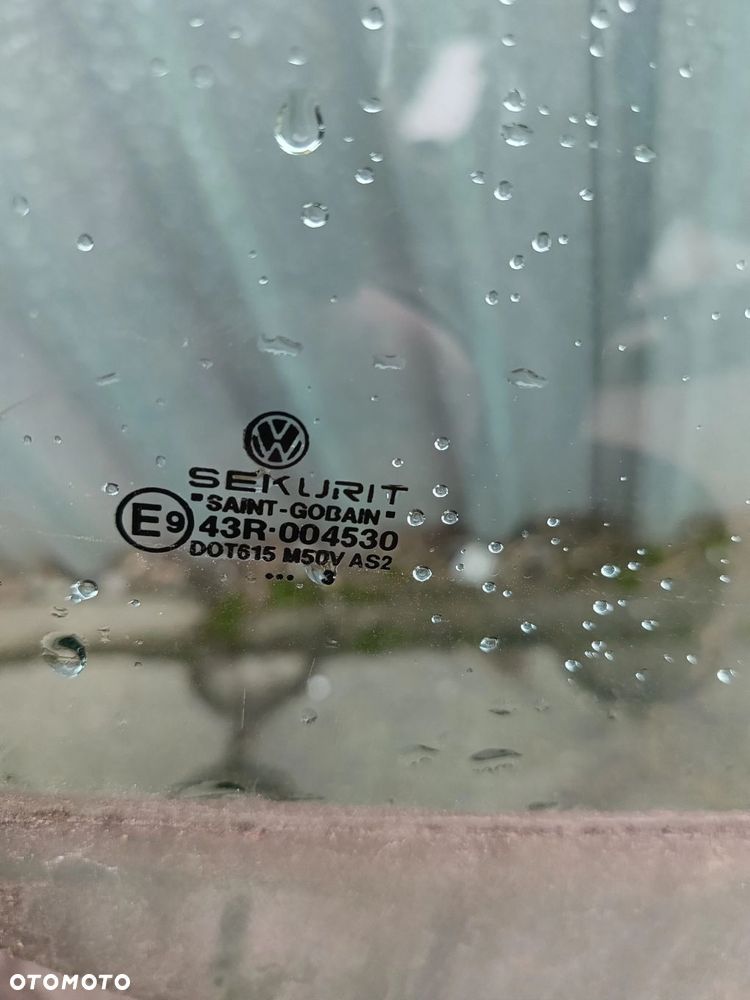 SEKURIT
"SAINT-GOBAIN"
E9
43R-004530
DOT615 M50V AS2
... 3
OTOMOTO